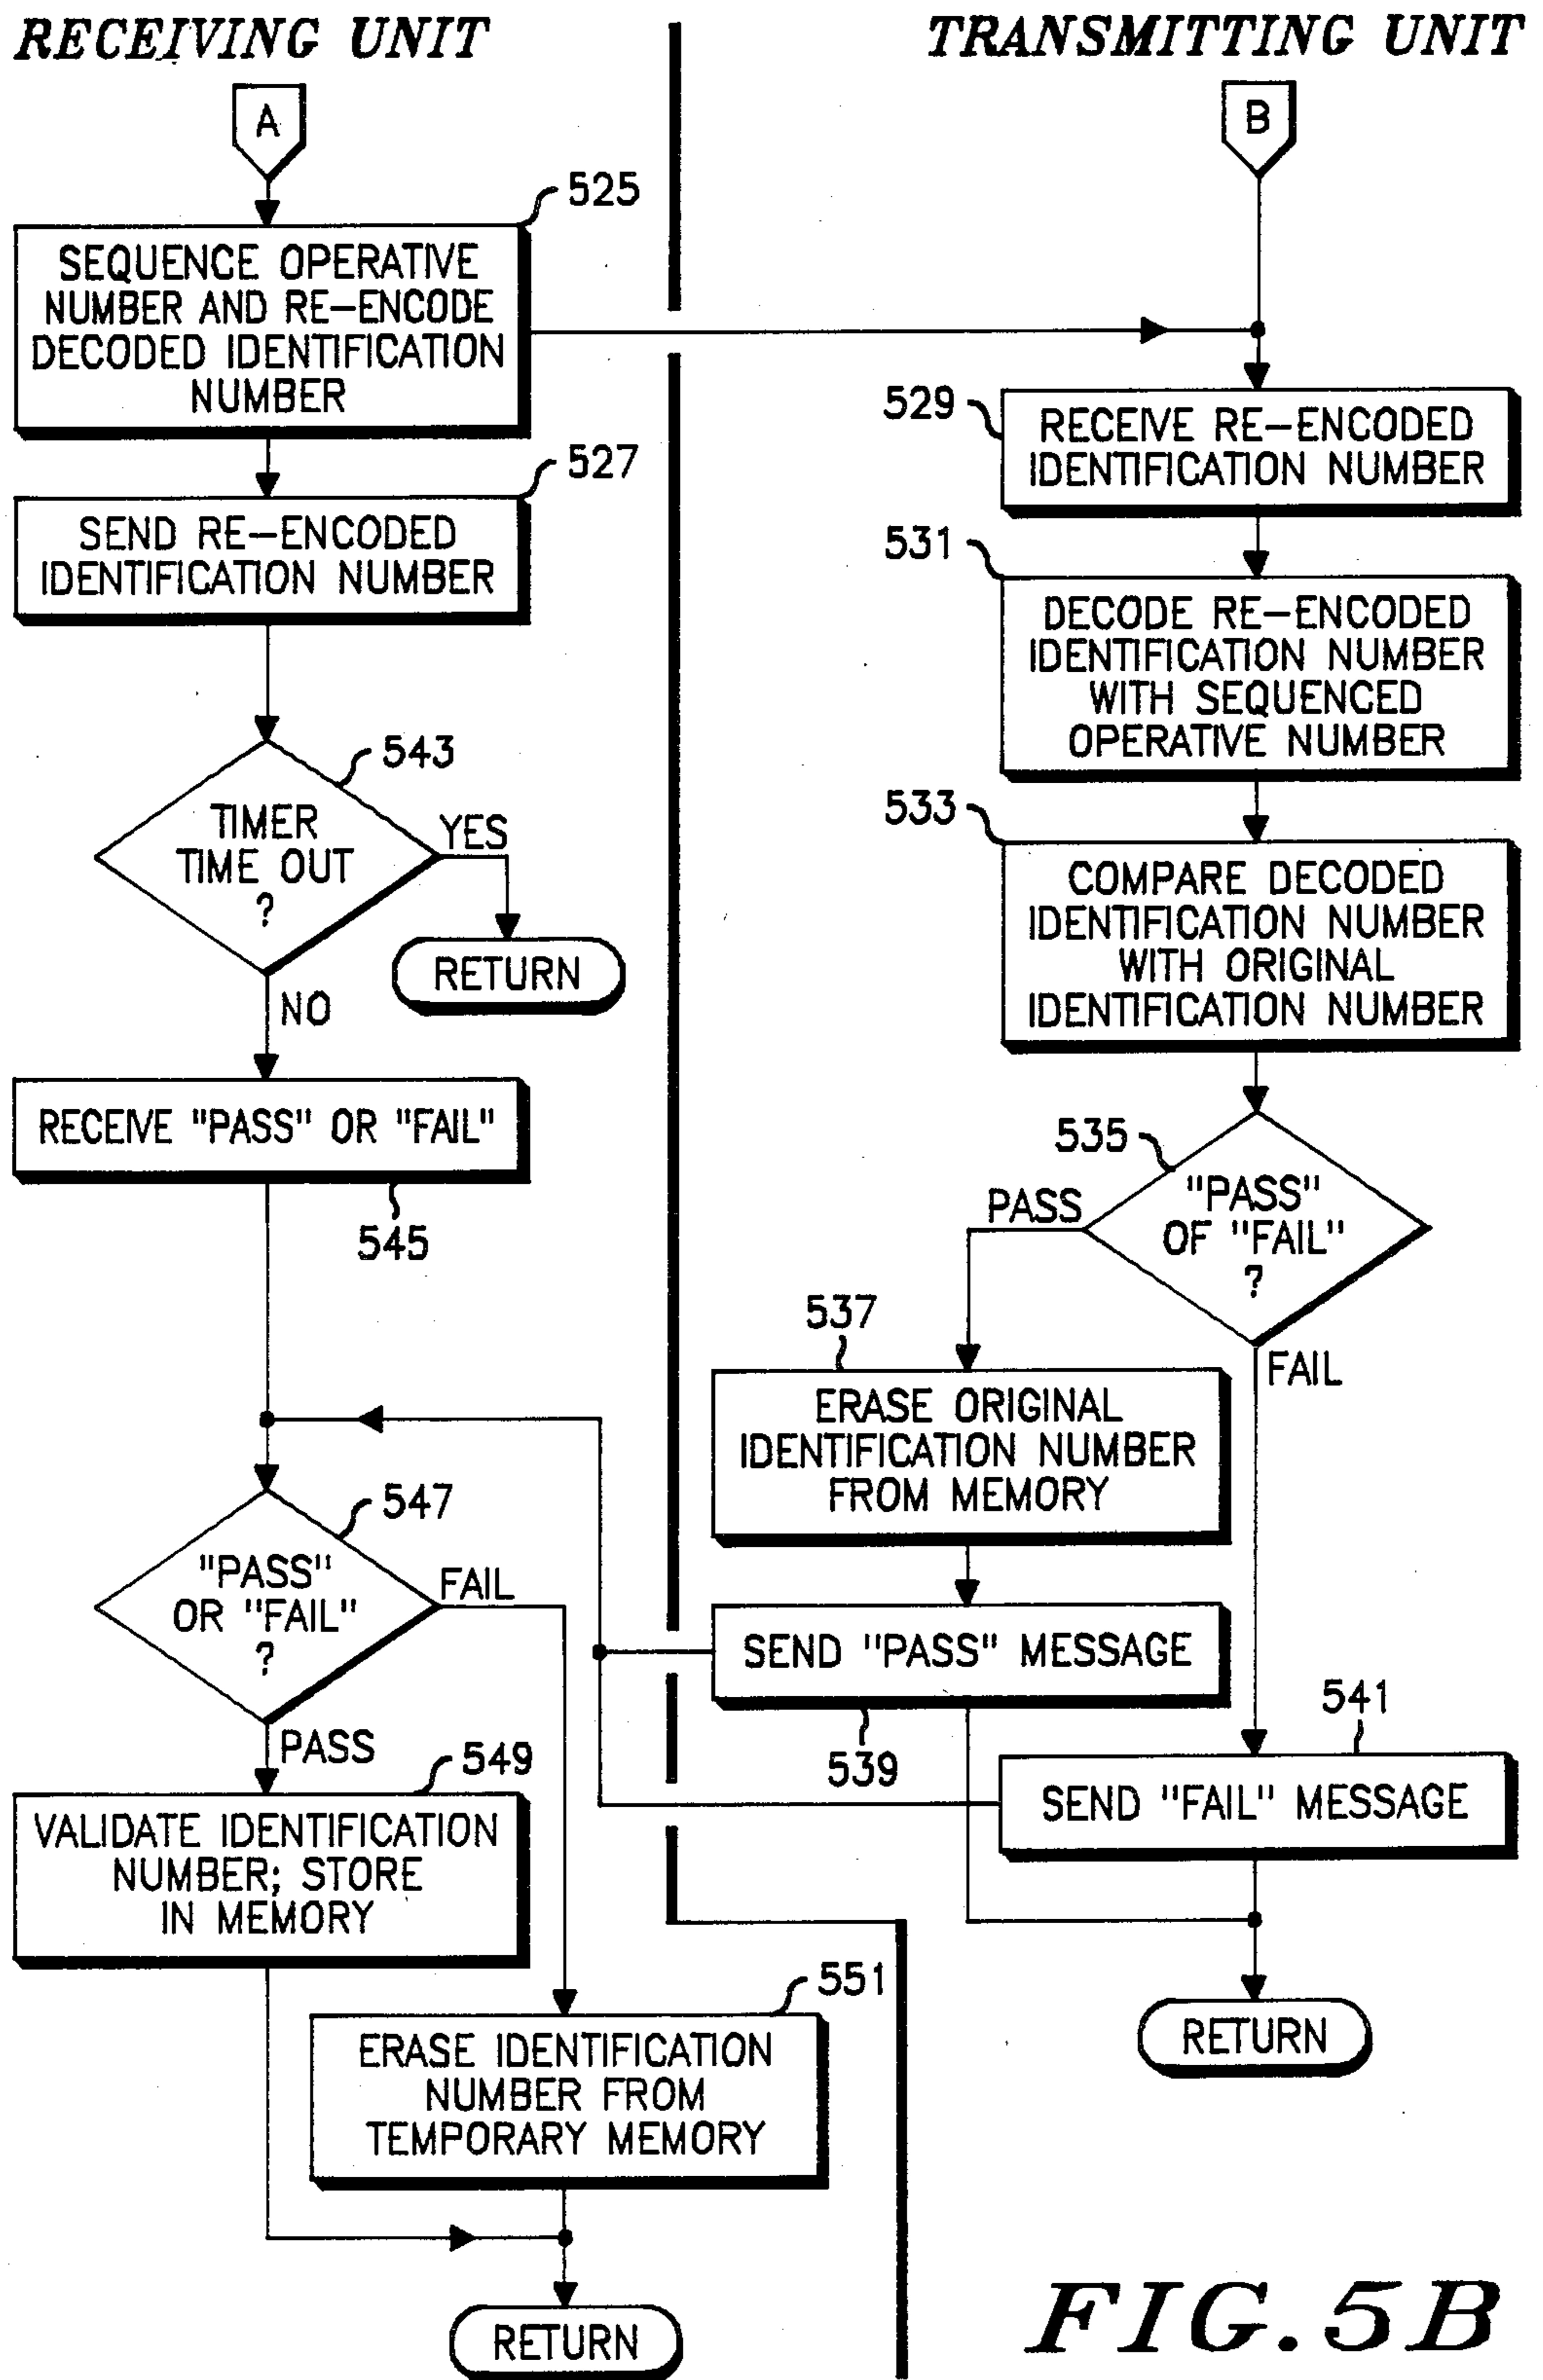 RECEIVING UNIT
A
525
SEQUENCE OPERATIVE
NUMBER AND RE-ENCODE
DECODED IDENTIFICATION
NUMBER
527
SEND RE-ENCODED
IDENTIFICATION NUMBER
543
TIMER
TIME OUT
?
YES
RETURN
NO
RECEIVE "PASS" OR "FAIL"
545
547
"PASS"
OR "FAIL"
?
FAIL
PASS
549
VALIDATE IDENTIFICATION
NUMBER; STORE
IN MEMORY
551
ERASE IDENTIFICATION
NUMBER FROM
TEMPORARY MEMORY
RETURN
TRANSMITTING UNIT
B
529
RECEIVE RE-ENCODED
IDENTIFICATION NUMBER
531
DECODE RE-ENCODED
IDENTIFICATION NUMBER
WITH SEQUENCED
OPERATIVE NUMBER
533
COMPARE DECODED
IDENTIFICATION NUMBER
WITH ORIGINAL
IDENTIFICATION NUMBER
535
"PASS"
OF "FAIL"
?
PASS
FAIL
537
ERASE ORIGINAL
IDENTIFICATION NUMBER
FROM MEMORY
SEND "PASS" MESSAGE
539
541
SEND "FAIL" MESSAGE
RETURN
FIG. 5B